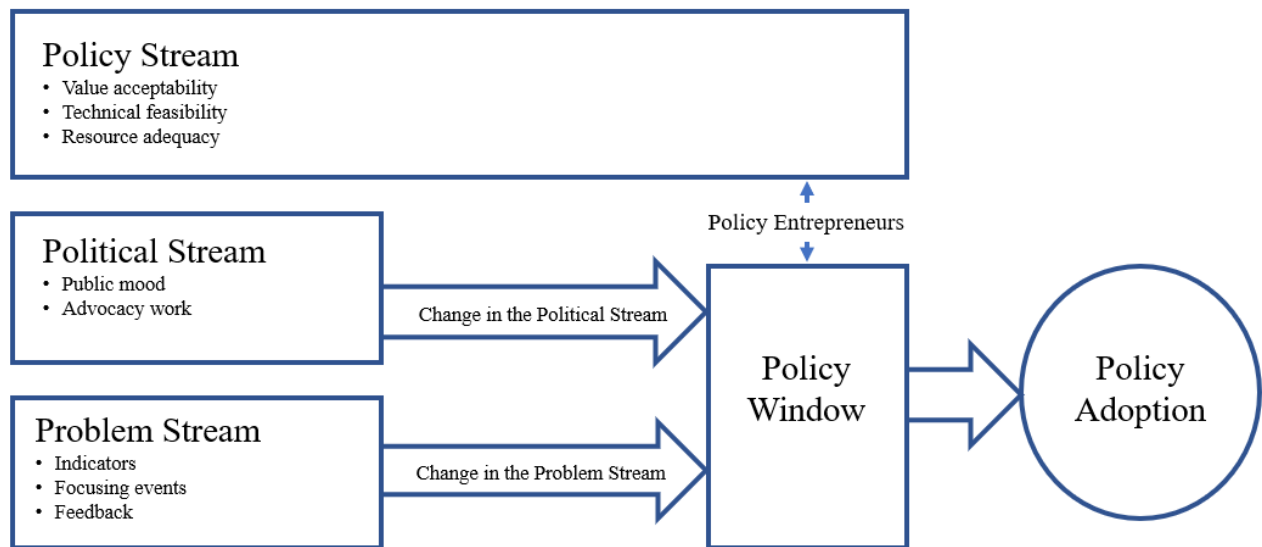 Policy Stream
• Value acceptability
• Technical feasibility
• Resource adequacy
Policy Entrepreneurs
Political Stream
• Public mood
• Advocacy work
Change in the Political Stream
Problem Stream
• Indicators
• Focusing events
• Feedback
Change in the Problem Stream
Policy
Window
Policy
Adoption